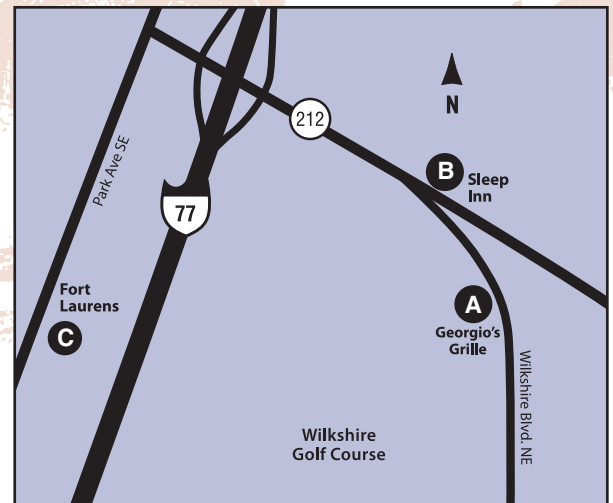 N
212
Park Ave SE
B
Sleep
Inn
77
Fort
Laurens
C
A
Georgio's
Grille
Wilkshire Blvd. NE
Wilkshire
Golf Course